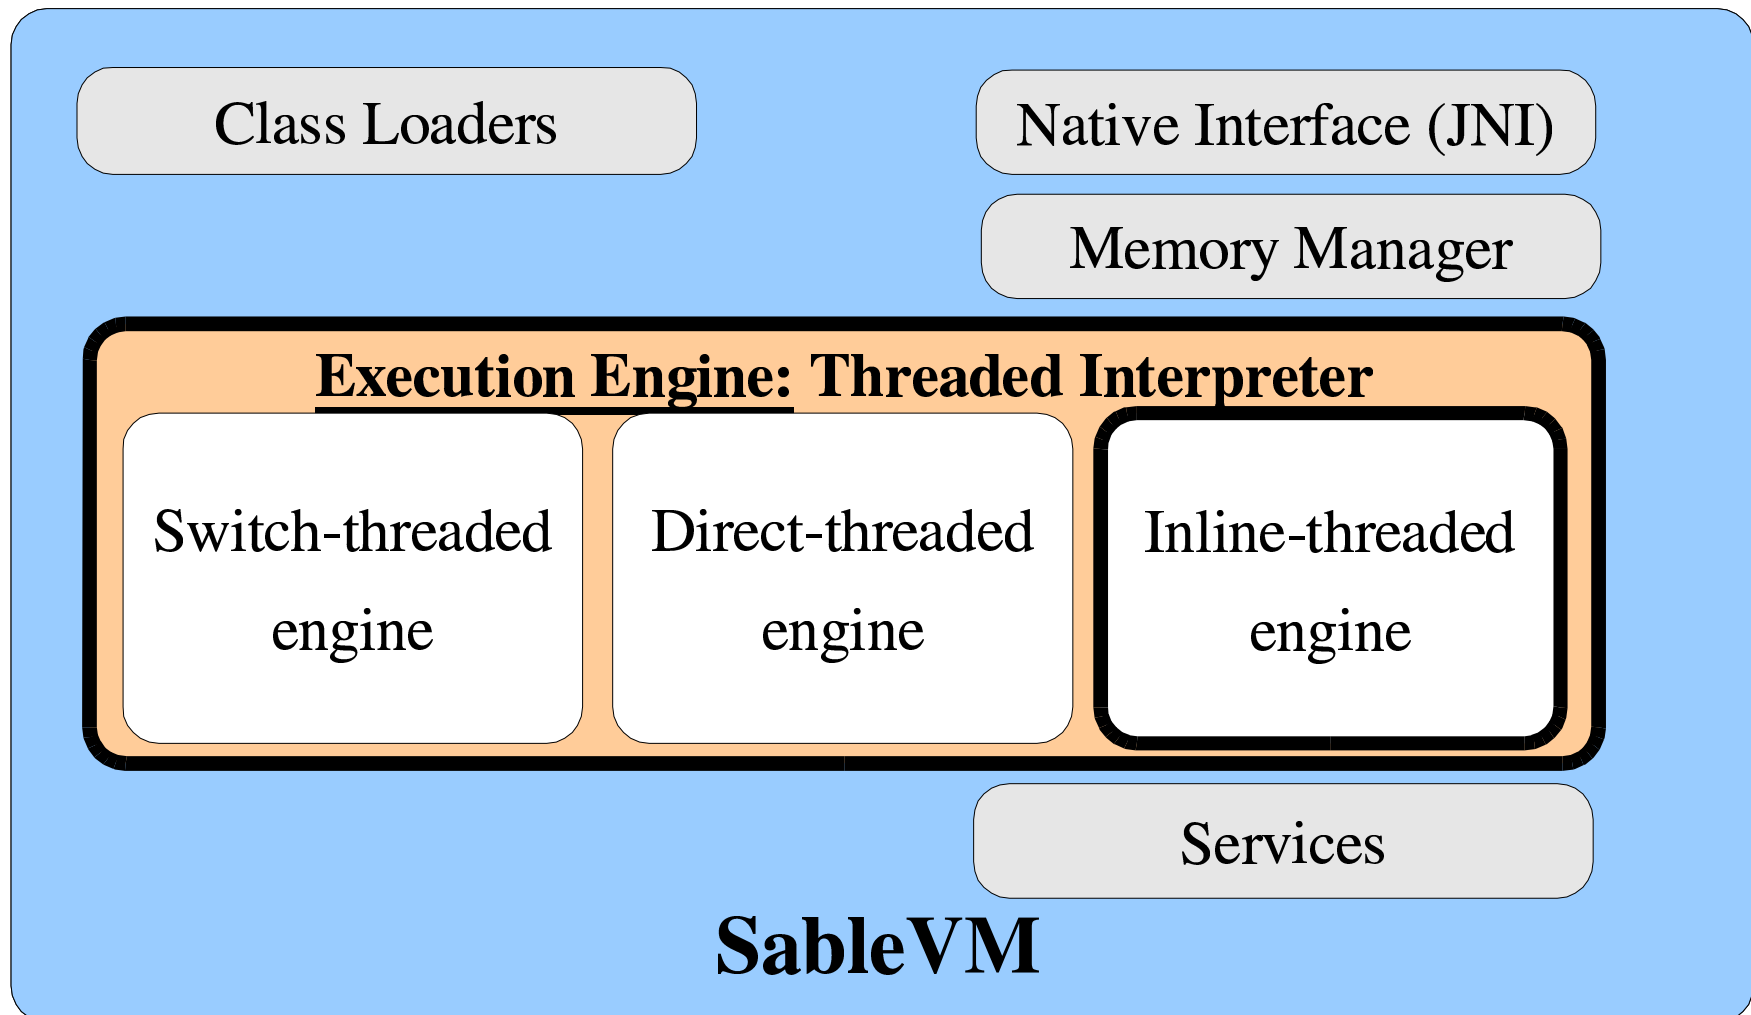 Class Loaders
Native Interface (JNI)
Memory Manager
Execution Engine: Threaded Interpreter
Switch-threaded
engine
Direct-threaded
engine
Inline-threaded
engine
Services
SableVM